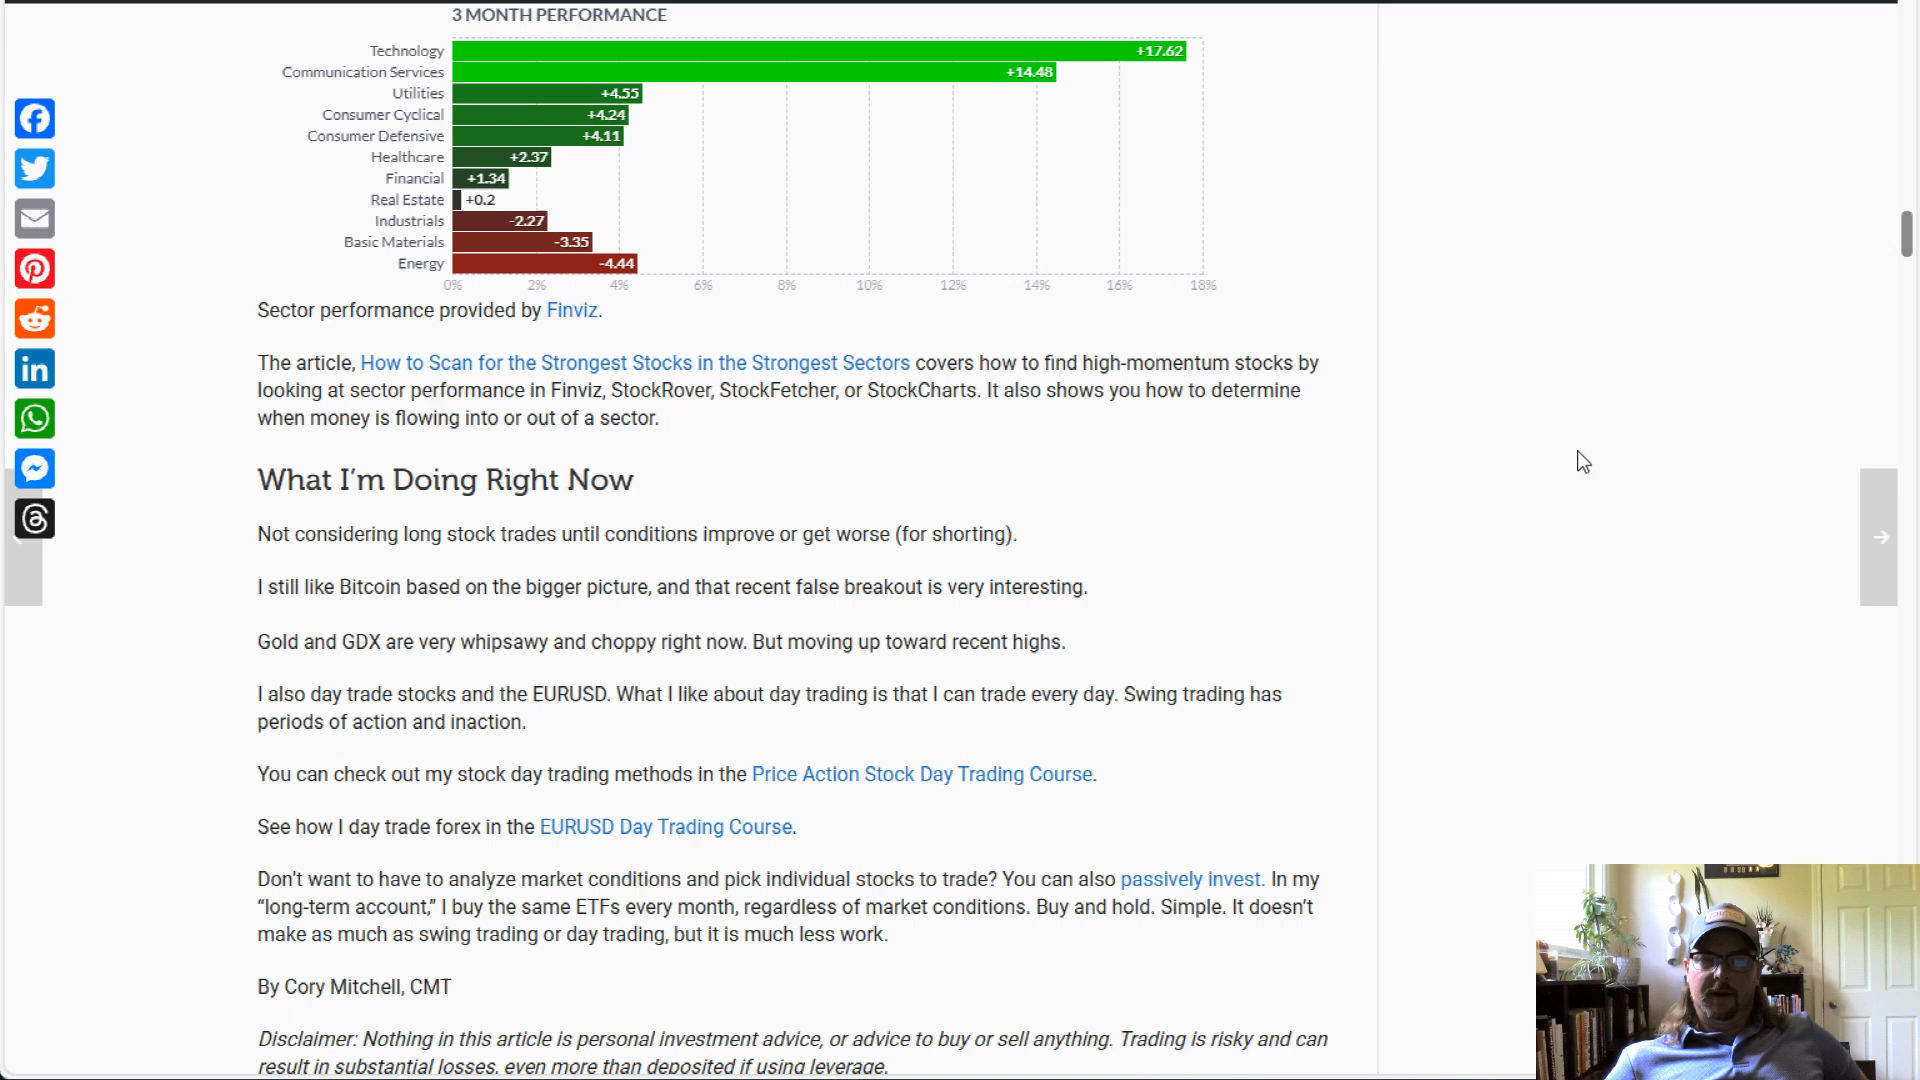 3 MONTH PERFORMANCE
Technology +17.62
Communication Services +14.48
Utilities +4.55
Consumer Cyclical +4.24
Consumer Defensive +4.11
Healthcare +2.37
Financial +1.34
Real Estate +0.2
Industrials -2.27
Basic Materials -3.35
Energy -4.44
0% 2% 4% 6% 8% 10% 12% 14% 16% 18%
Sector performance provided by Finviz.
The article, How to Scan for the Strongest Stocks in the Strongest Sectors covers how to find high-momentum stocks by
looking at sector performance in Finviz, StockRover, StockFetcher, or StockCharts. It also shows you how to determine
when money is flowing into or out of a sector.
What I’m Doing Right Now
Not considering long stock trades until conditions improve or get worse (for shorting).
I still like Bitcoin based on the bigger picture, and that recent false breakout is very interesting.
Gold and GDX are very whipsawy and choppy right now. But moving up toward recent highs.
I also day trade stocks and the EURUSD. What I like about day trading is that I can trade every day. Swing trading has
periods of action and inaction.
You can check out my stock day trading methods in the Price Action Stock Day Trading Course.
See how I day trade forex in the EURUSD Day Trading Course.
Don’t want to have to analyze market conditions and pick individual stocks to trade? You can also passively invest. In my
“long-term account,” I buy the same ETFs every month, regardless of market conditions. Buy and hold. Simple. It doesn’t
make as much as swing trading or day trading, but it is much less work.
By Cory Mitchell, CMT
Disclaimer: Nothing in this article is personal investment advice, or advice to buy or sell anything. Trading is risky and can
result in substantial losses, even more than deposited if using leverage.